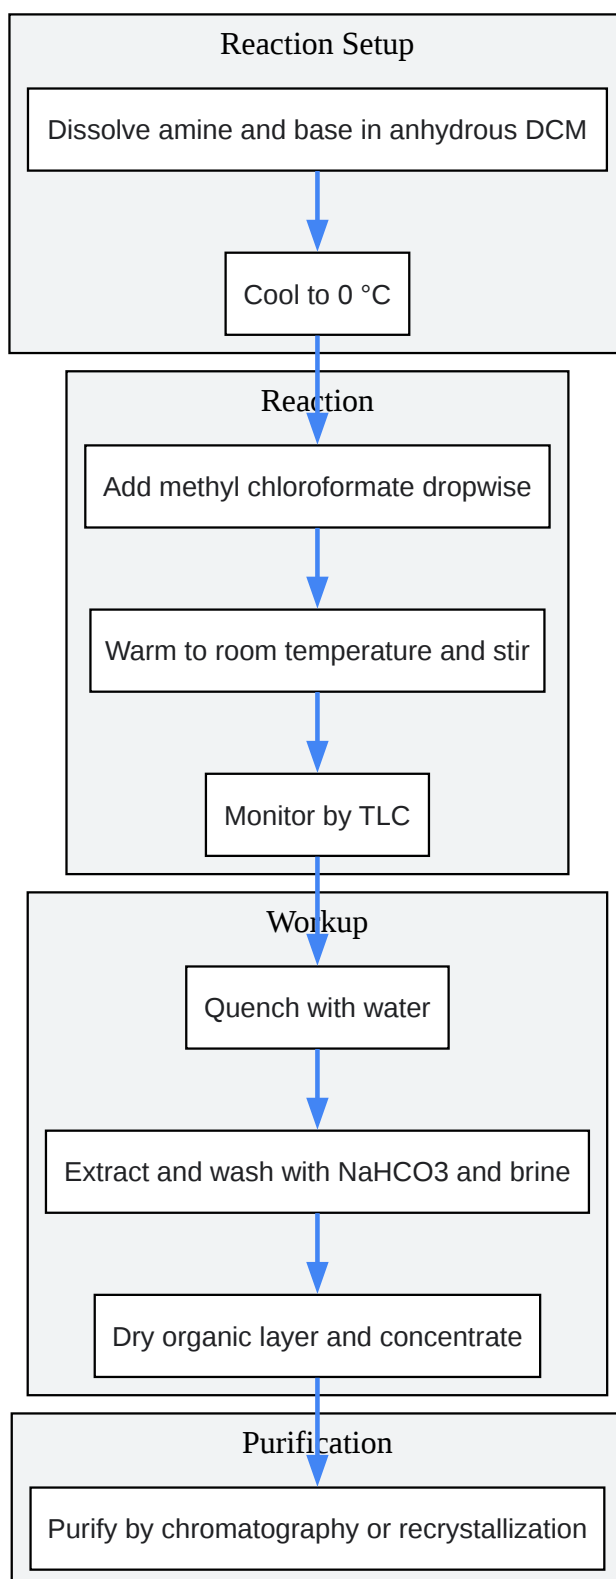 Reaction Setup
Dissolve amine and base in anhydrous DCM
Cool to 0 °C
Reaction
Add methyl chloroformate dropwise
Warm to room temperature and stir
Monitor by TLC
Workup
Quench with water
Extract and wash with NaHCO3 and brine
Dry organic layer and concentrate
Purification
Purify by chromatography or recrystallization